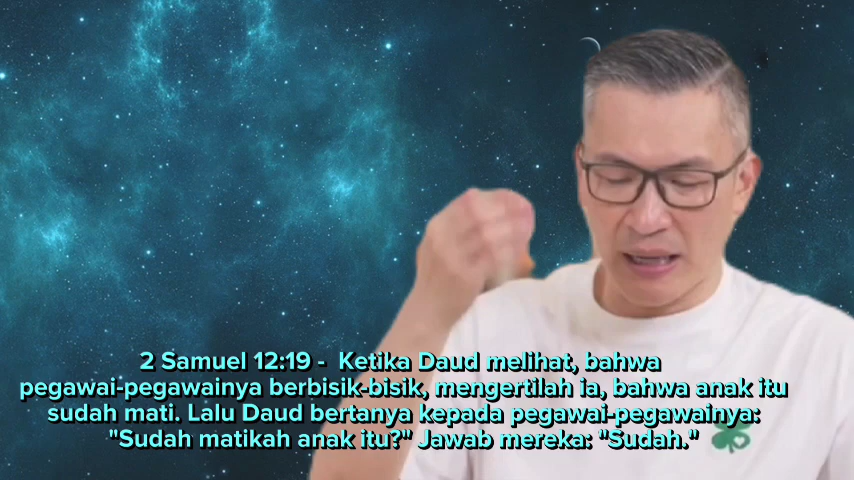 2 Samuel 12:19 -  Ketika Daud melihat, bahwa
pegawai-pegawainya berbisik-bisik, mengertilah ia, bahwa anak itu
sudah mati. Lalu Daud bertanya kepada pegawai-pegawainya:
"Sudah matikah anak itu?" Jawab mereka: "Sudah."